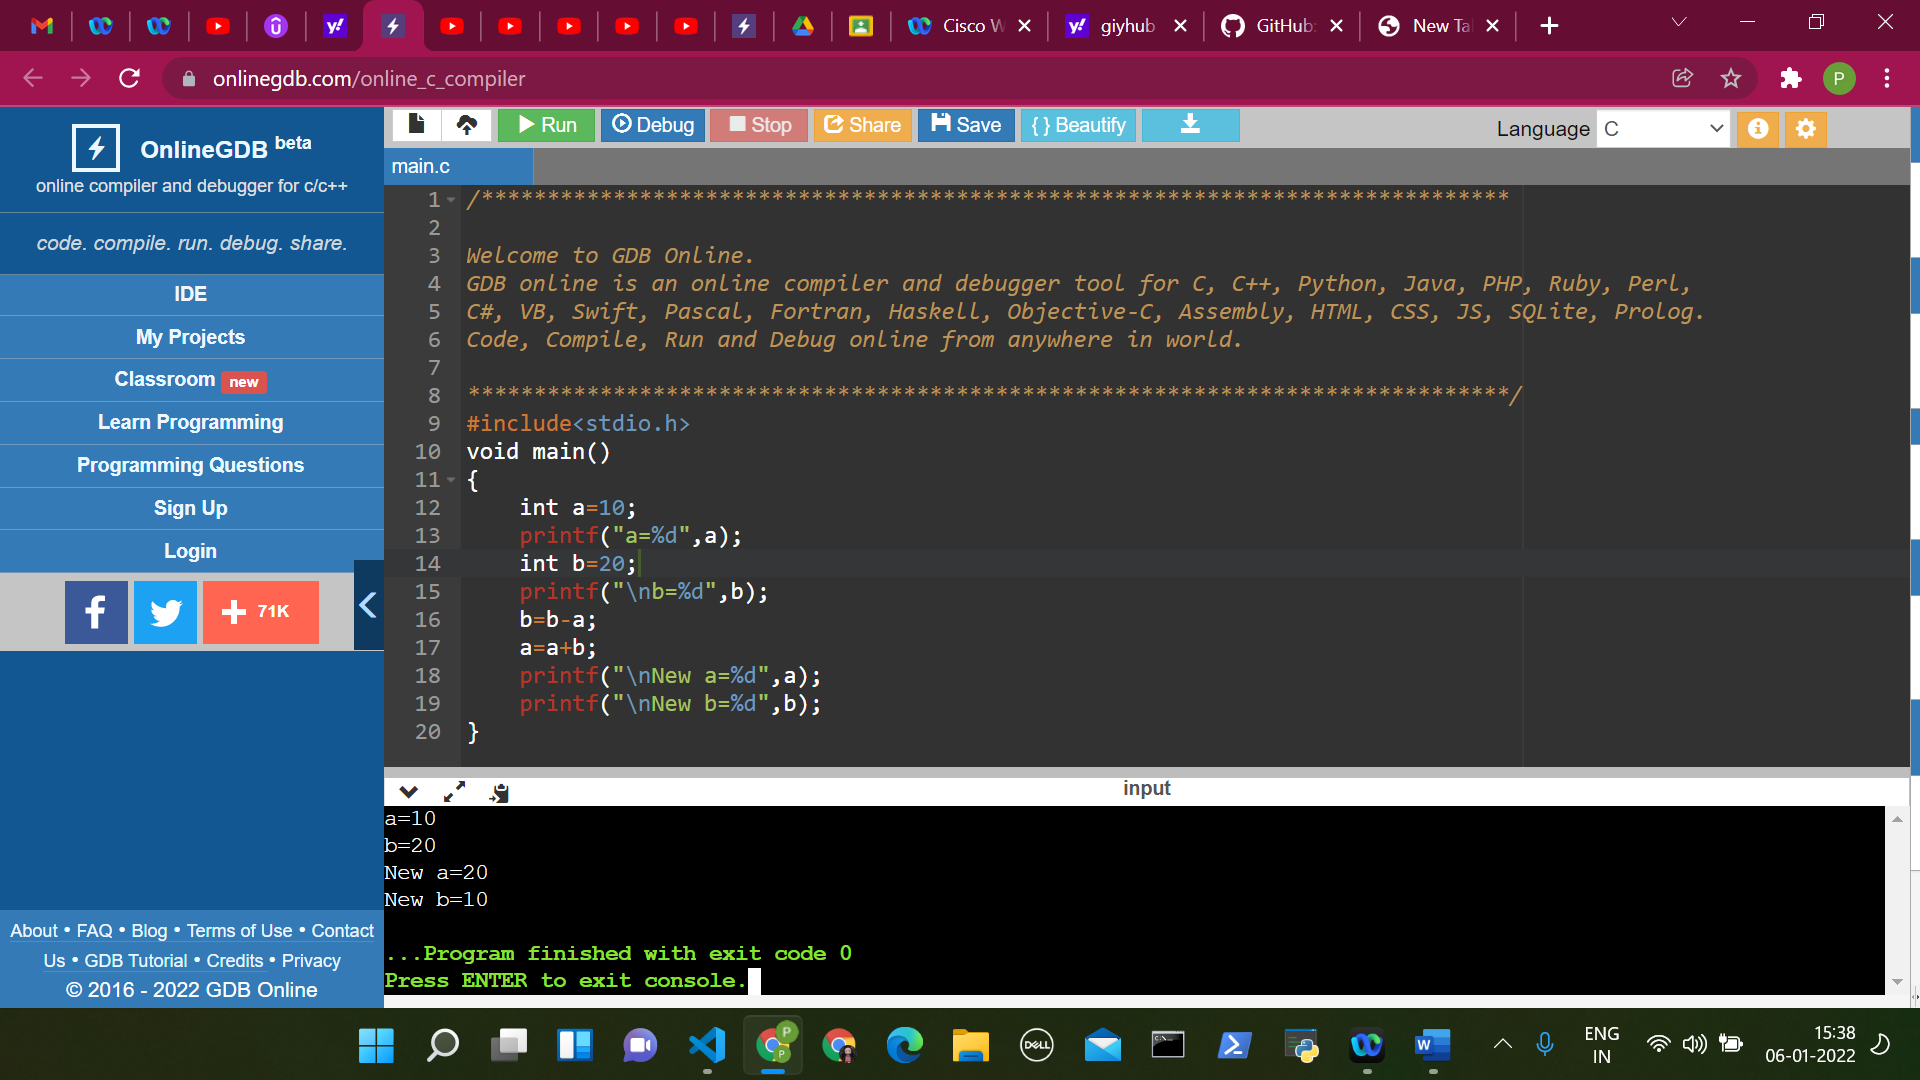 Cisco W
giyhub
GitHub:
New Ta
onlinegdb.com/online_c_compiler
P
OnlineGDB beta
online compiler and debugger for c/c++
code. compile. run. debug. share.
IDE
My Projects
Classroom new
Learn Programming
Programming Questions
Sign Up
Login
71K
About • FAQ • Blog • Terms of Use • Contact
Us • GDB Tutorial • Credits • Privacy
© 2016 - 2022 GDB Online
Run Debug Stop Share Save { } Beautify
Language C
main.c
1 /******************************************************************************
2
3 Welcome to GDB Online.
4 GDB online is an online compiler and debugger tool for C, C++, Python, Java, PHP, Ruby, Perl,
5 C#, VB, Swift, Pascal, Fortran, Haskell, Objective-C, Assembly, HTML, CSS, JS, SQLite, Prolog.
6 Code, Compile, Run and Debug online from anywhere in world.
7
8 *******************************************************************************/
9 #include<stdio.h>
10 void main()
11 {
12 int a=10;
13 printf("a=%d",a);
14 int b=20;
15 printf("\nb=%d",b);
16 b=b-a;
17 a=a+b;
18 printf("\nNew a=%d",a);
19 printf("\nNew b=%d",b);
20 }
input
a=10
b=20
New a=20
New b=10
...Program finished with exit code 0
Press ENTER to exit console.
DELL
ENG
IN
15:38
06-01-2022